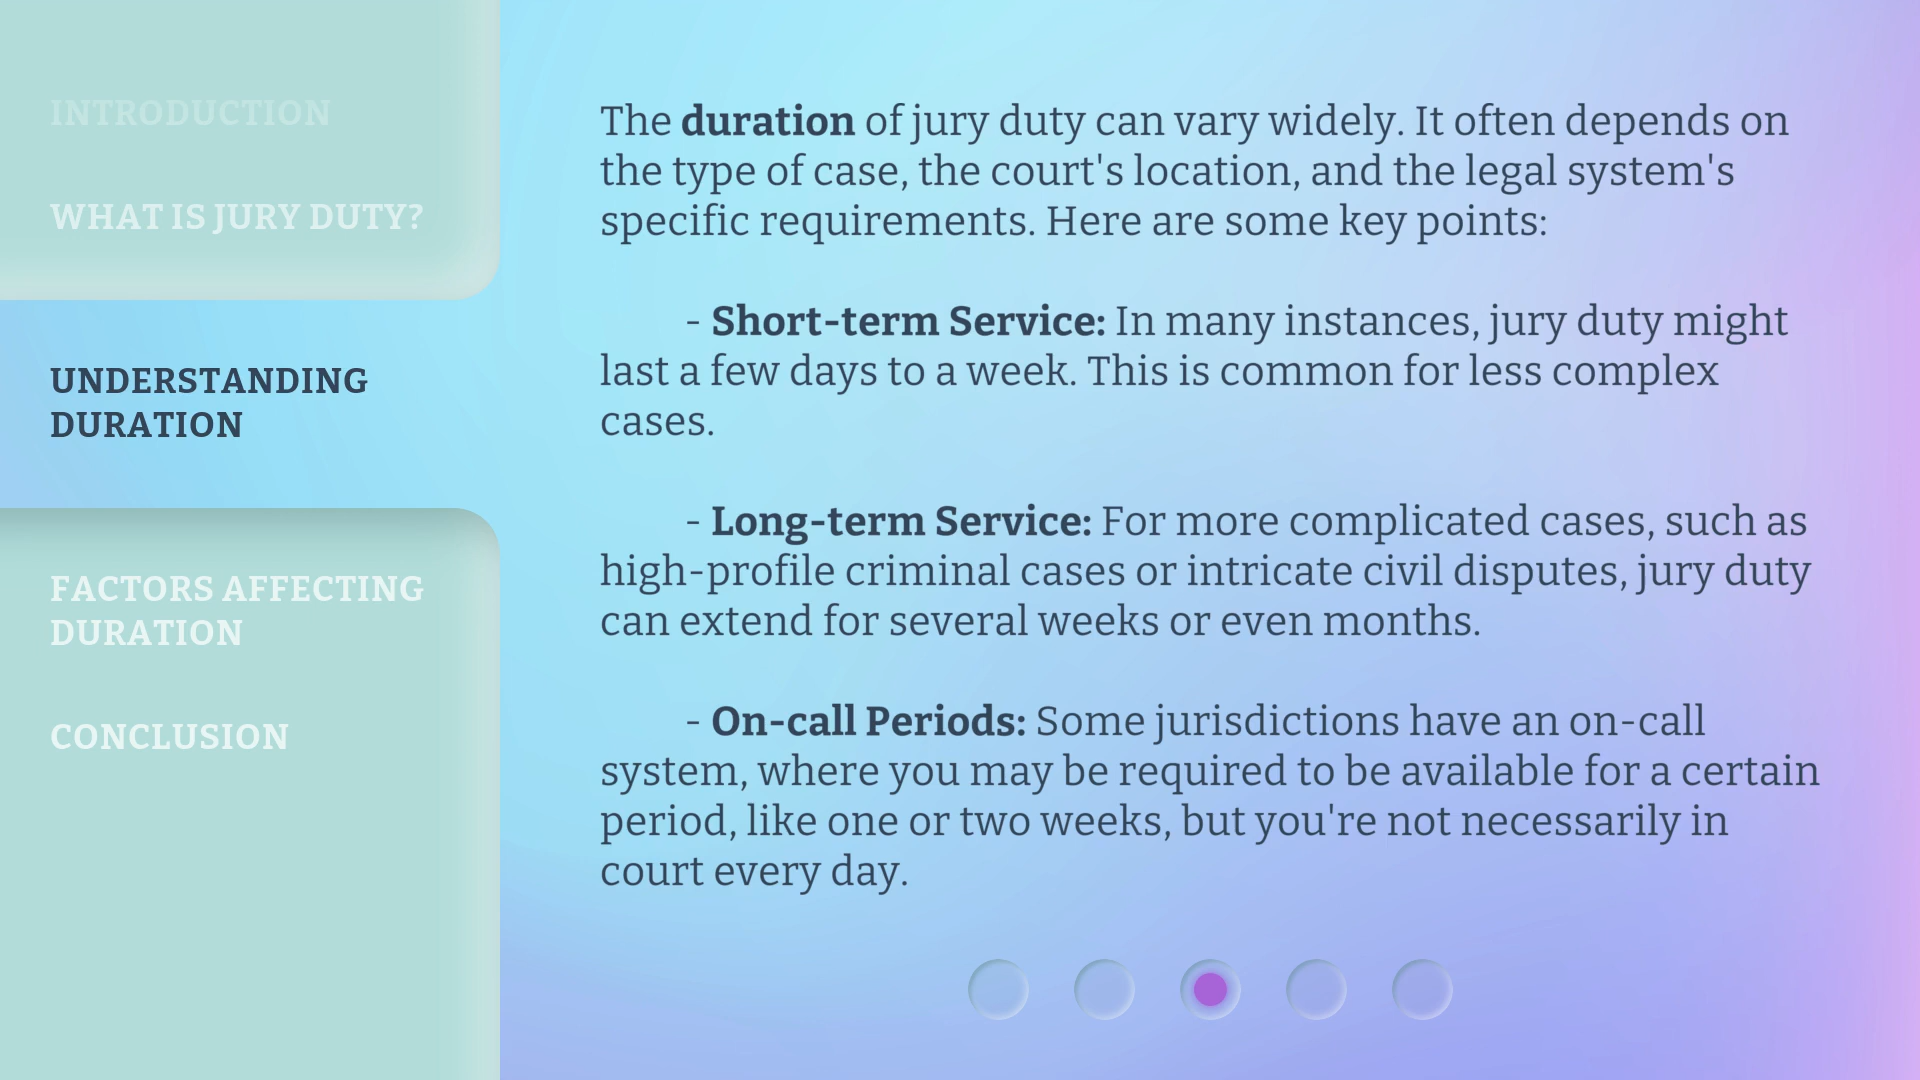 INTRODUCTION
WHAT IS JURY DUTY?
UNDERSTANDING
DURATION
FACTORS AFFECTING
DURATION
CONCLUSION
The duration of jury duty can vary widely. It often depends on
the type of case, the court's location, and the legal system's
specific requirements. Here are some key points:
- Short-term Service: In many instances, jury duty might
last a few days to a week. This is common for less complex
cases.
- Long-term Service: For more complicated cases, such as
high-profile criminal cases or intricate civil disputes, jury duty
can extend for several weeks or even months.
- On-call Periods: Some jurisdictions have an on-call
system, where you may be required to be available for a certain
period, like one or two weeks, but you're not necessarily in
court every day.